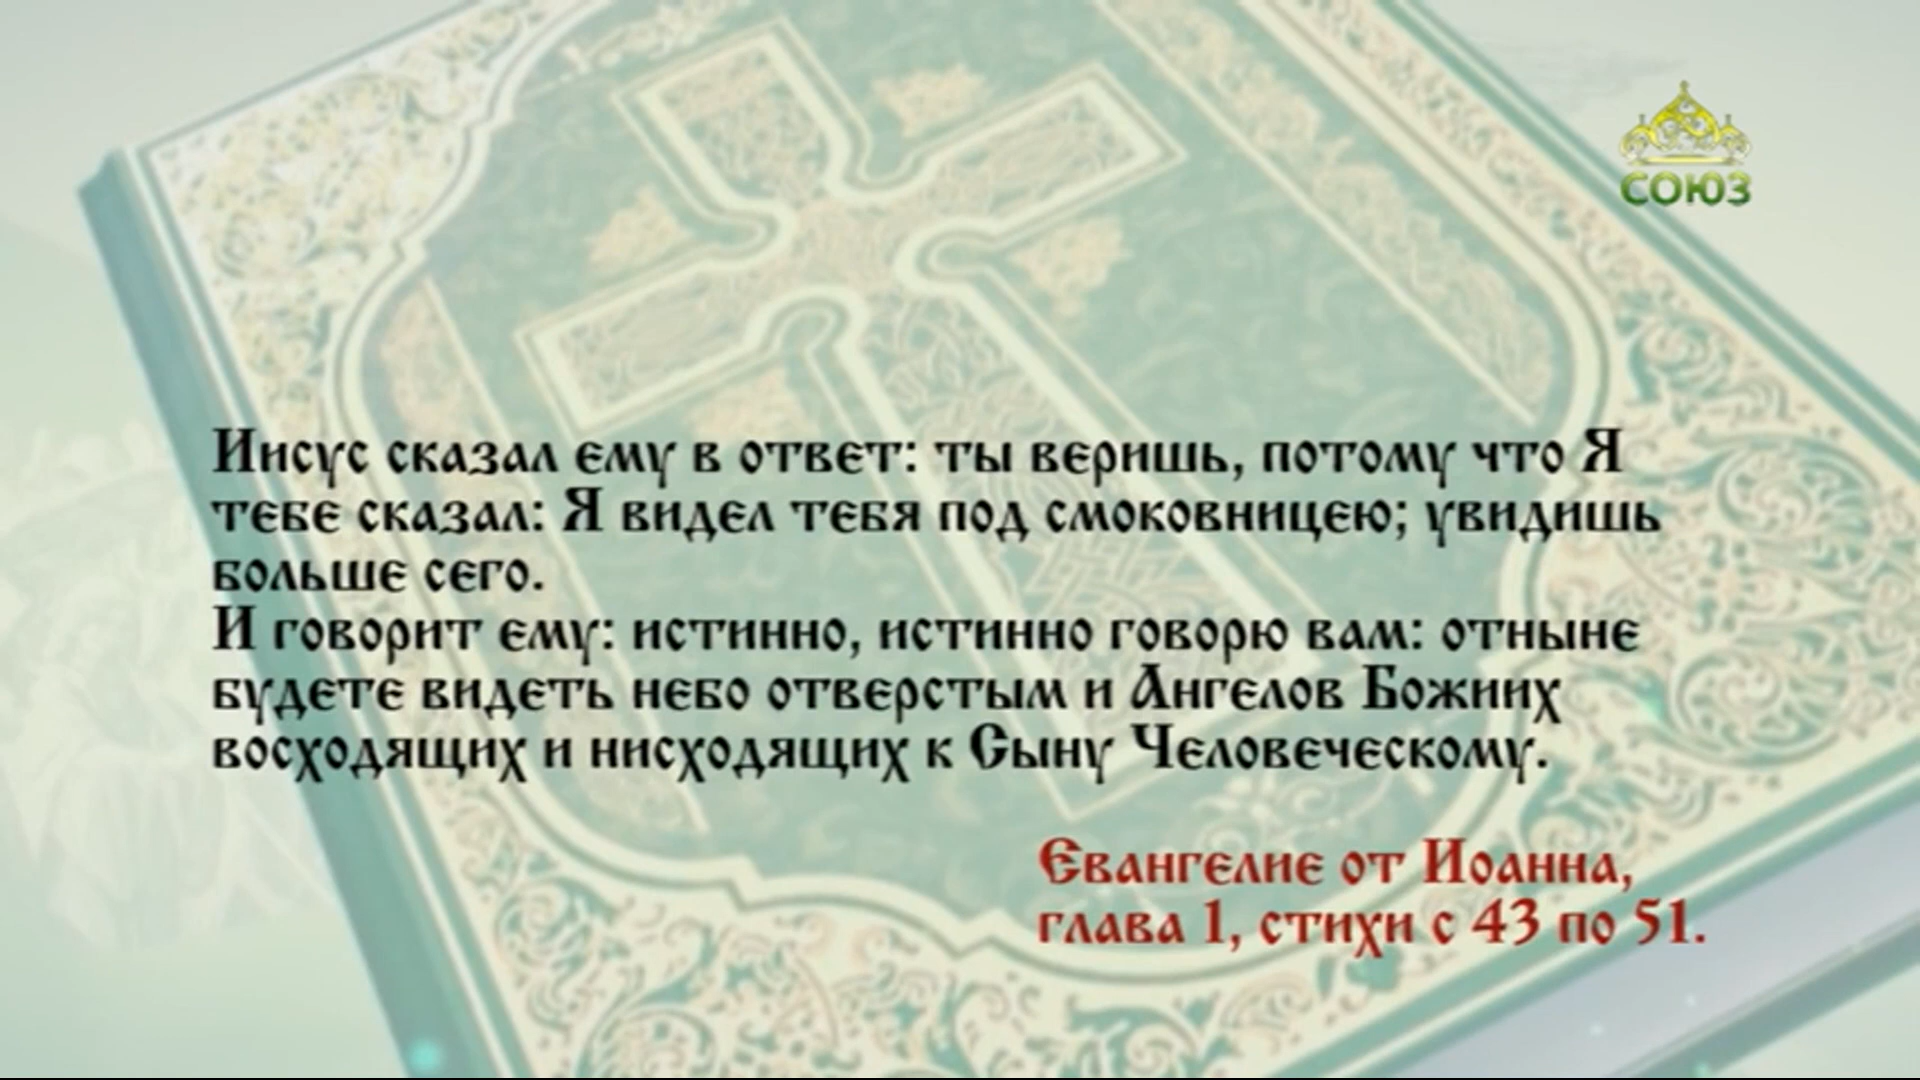 СОЮЗ
Иисус сказал ему в ответ: ты веришь, потому что Я
тебе сказал: Я видел тебя под смоковницею; увидишь
больше сего.
И говорит ему: истинно, истинно говорю вам: отныне
будете видеть небо отверстым и Ангелов Божиих
восходящих и нисходящих к Сыну Человеческому.
Евангелие от Иоанна,
глава 1, стихи с 43 по 51.